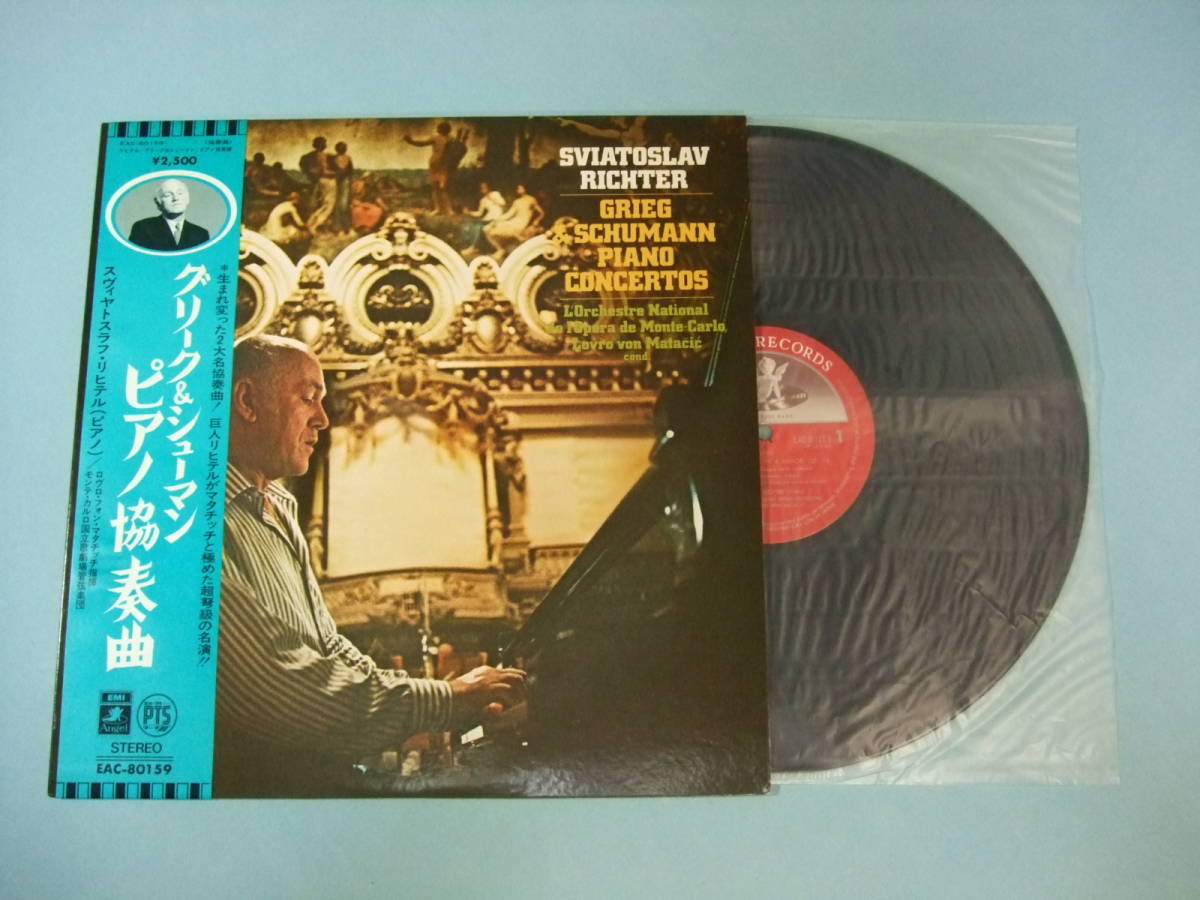 EAC-80159
¥2,500
*生まれ変った2大名協奏曲! 巨人リヒテルがマタチッチと極めた超弩級の名演!!
グリーク&シューマン
ピアノ協奏曲
スヴィヤトスラフ・リヒテル(ピアノ)/
ロヴロ・フォン・マタチッチ指揮
モンテ・カルロ国立歌劇場管弦楽団
EMI
Angel
PTS
STEREO
EAC-80159
SVIATOSLAV
RICHTER
GRIEG
& SCHUMANN
PIANO
CONCERTOS
L'Orchestre National
de l'Opéra de Monte-Carlo
Lovro von Matačić
cond.
RECORDS
1